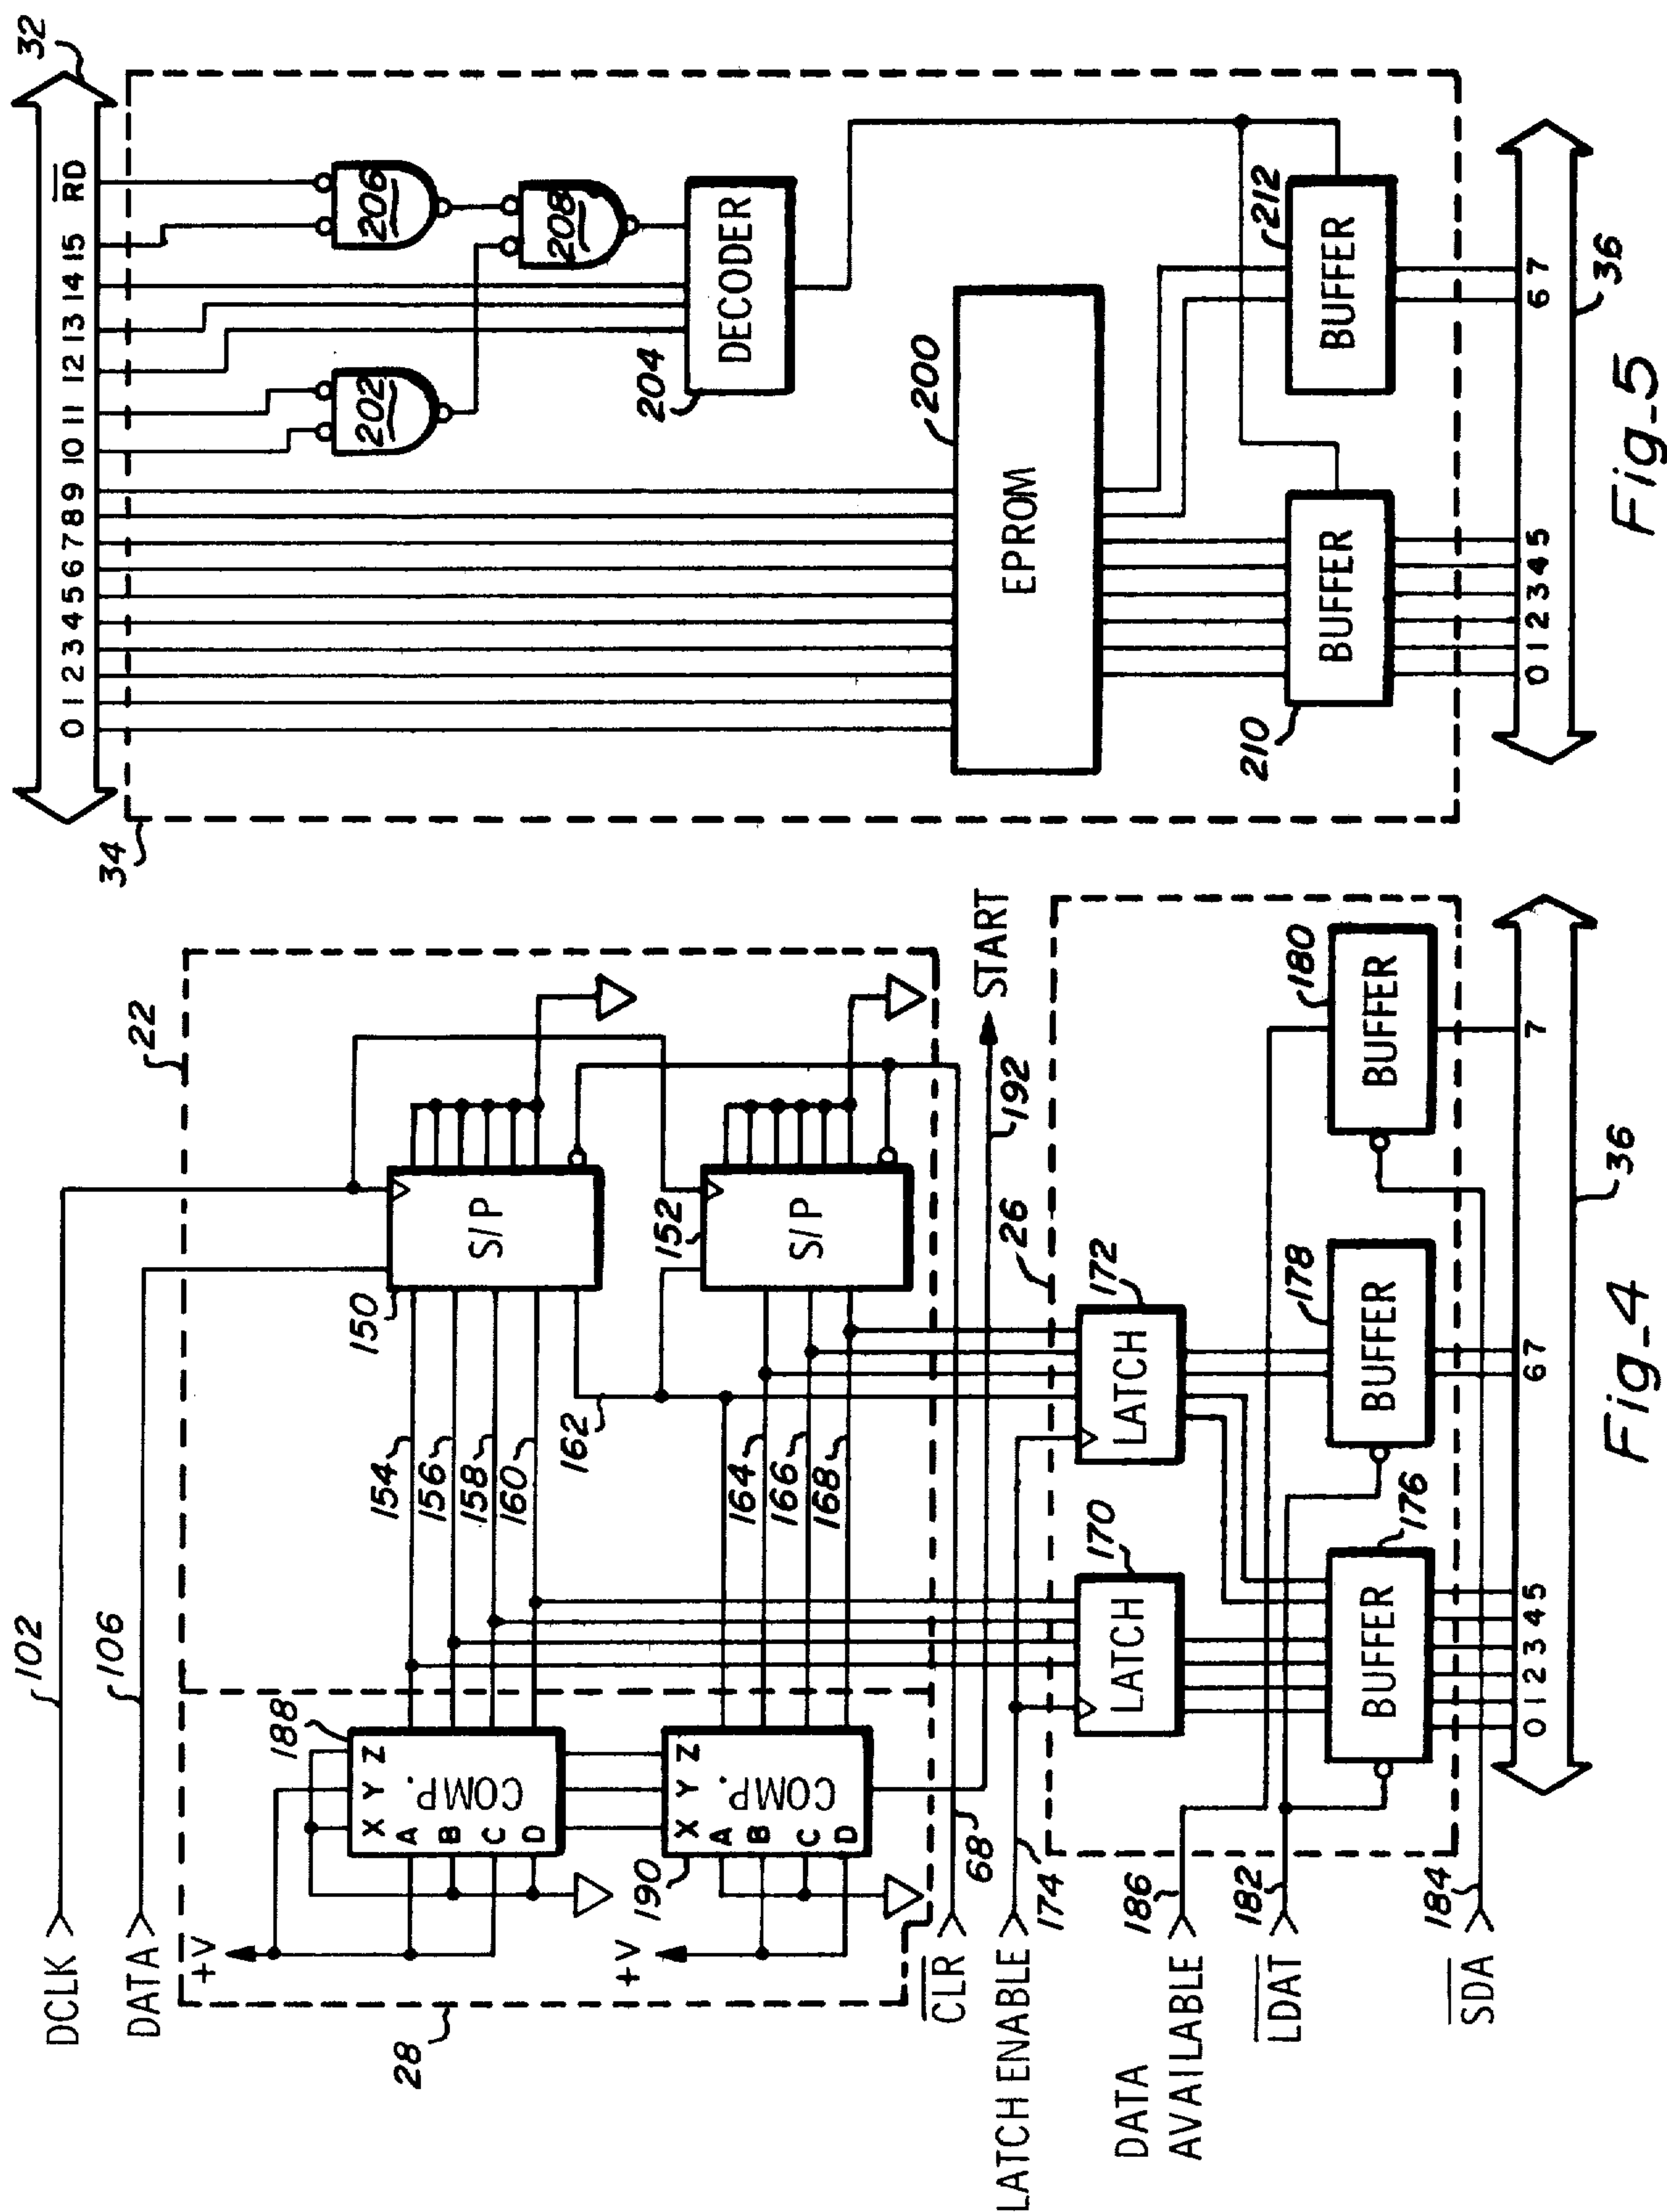 32
0 1 2 3 4 5 6 7 8 9 10 11 12 13 14 15 RD
34
206
202
208
204
DECODER
200
EPROM
212
BUFFER
210
BUFFER
0 1 2 3 4 5 6 7
36
Fig_5
DCLK
102
DATA
106
22
+V
28
188
X Y Z
A
B
C
D
COMP.
154
156
158
160
162
150
S/P
+V
190
X Y Z
A
B
C
D
COMP.
164
166
168
152
S/P
CLR
68
192
START
LATCH ENABLE
174
26
170
LATCH
172
LATCH
DATA
AVAILABLE
186
LDAT
182
SDA
184
176
BUFFER
178
BUFFER
180
BUFFER
0 1 2 3 4 5 6 7 7
36
Fig_4